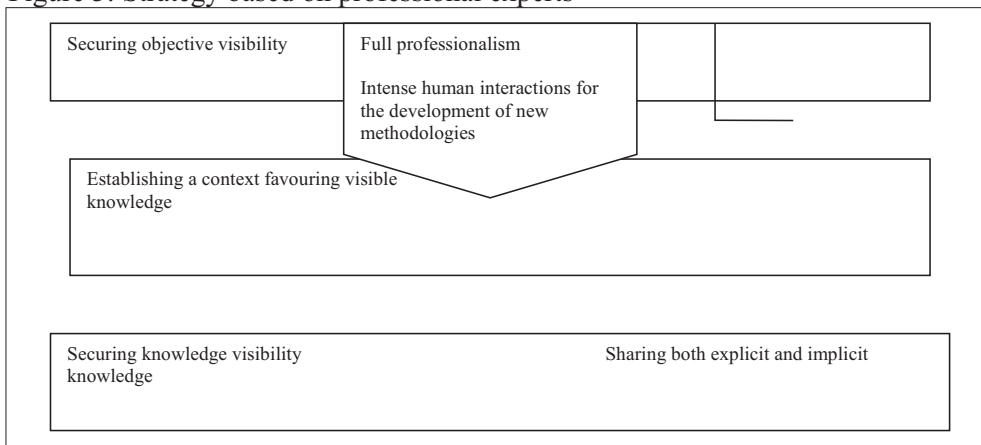 Figure 3. Strategy based on professional experts
Securing objective visibility
Full professionalism
Intense human interactions for
the development of new
methodologies
Establishing a context favouring visible
knowledge
Securing knowledge visibility Sharing both explicit and implicit
knowledge